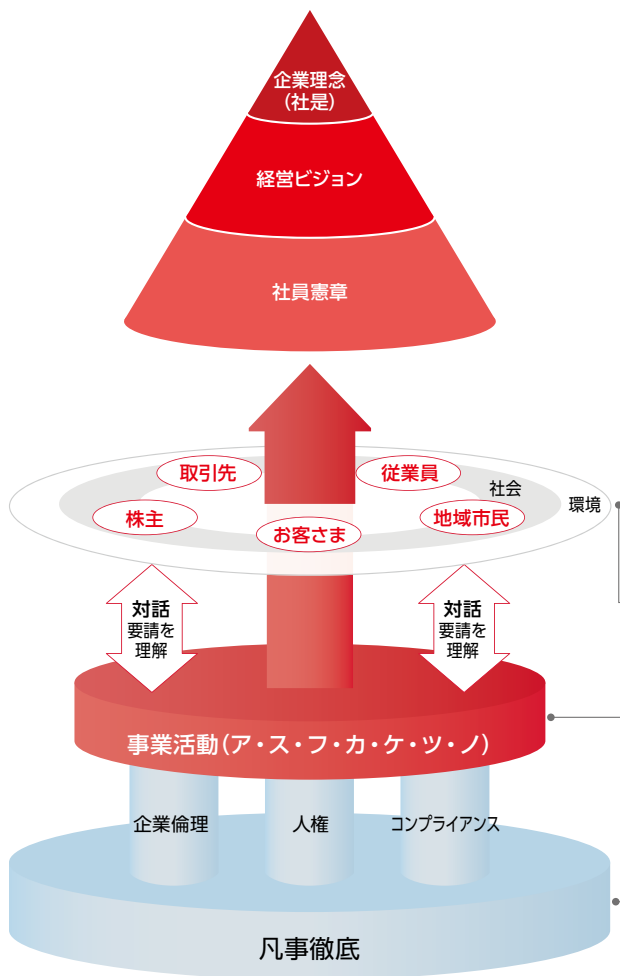 企業理念
(社是)
経営ビジョン
社員憲章
取引先
従業員
社会
環境
株主
お客さま
地域市民
対話
要請を
理解
対話
要請を
理解
事業活動(ア・ス・フ・カ・ケ・ツ・ノ)
企業倫理
人権
コンプライアンス
凡事徹底